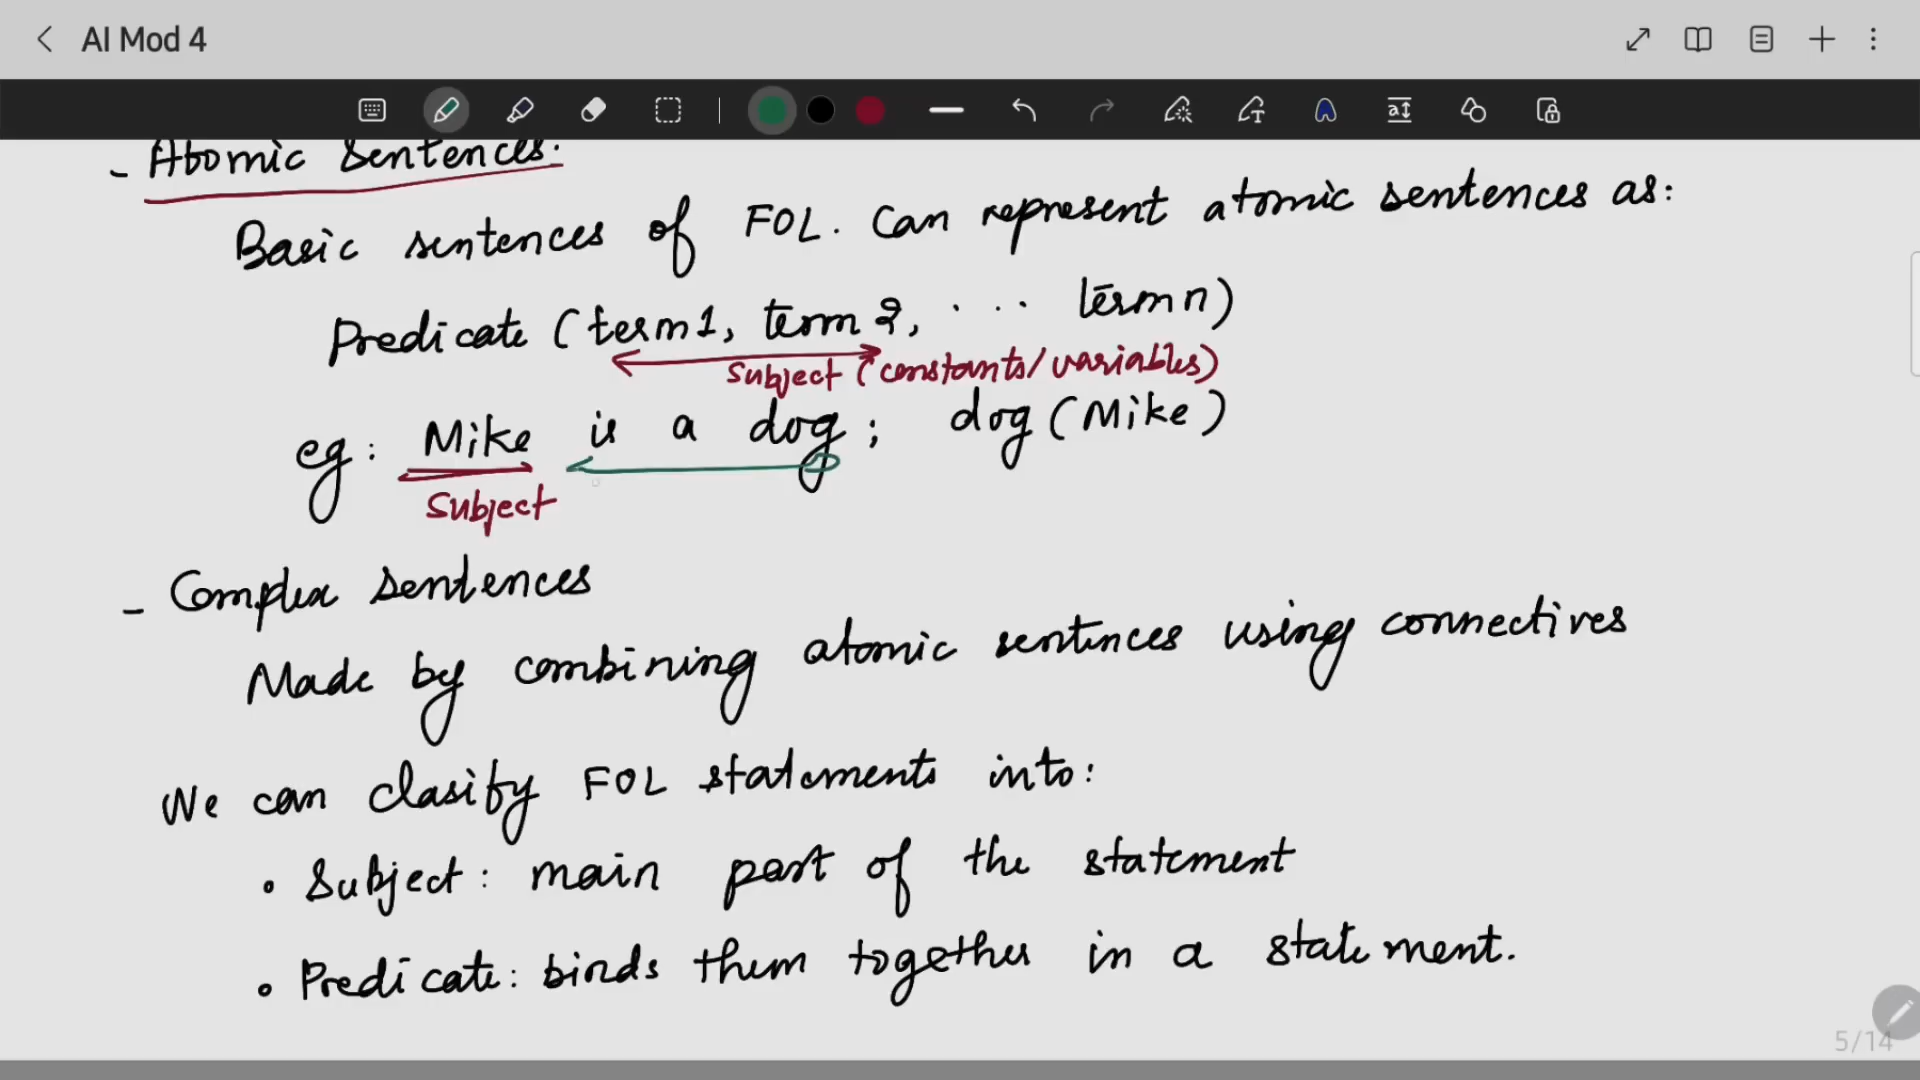 AI Mod 4
- Atomic Sentences:
Basic sentences of FOL. Can represent atomic sentences as:
Predicate (term1, term2, . . . termn)
Subject (constants/variables)
eg: Mike is a dog; dog (Mike)
Subject
- Complex sentences
Made by combining atomic sentences using connectives
We can clasify FOL statements into:
• Subject: main part of the statement
• Predicate: binds them together in a statement.
5/14